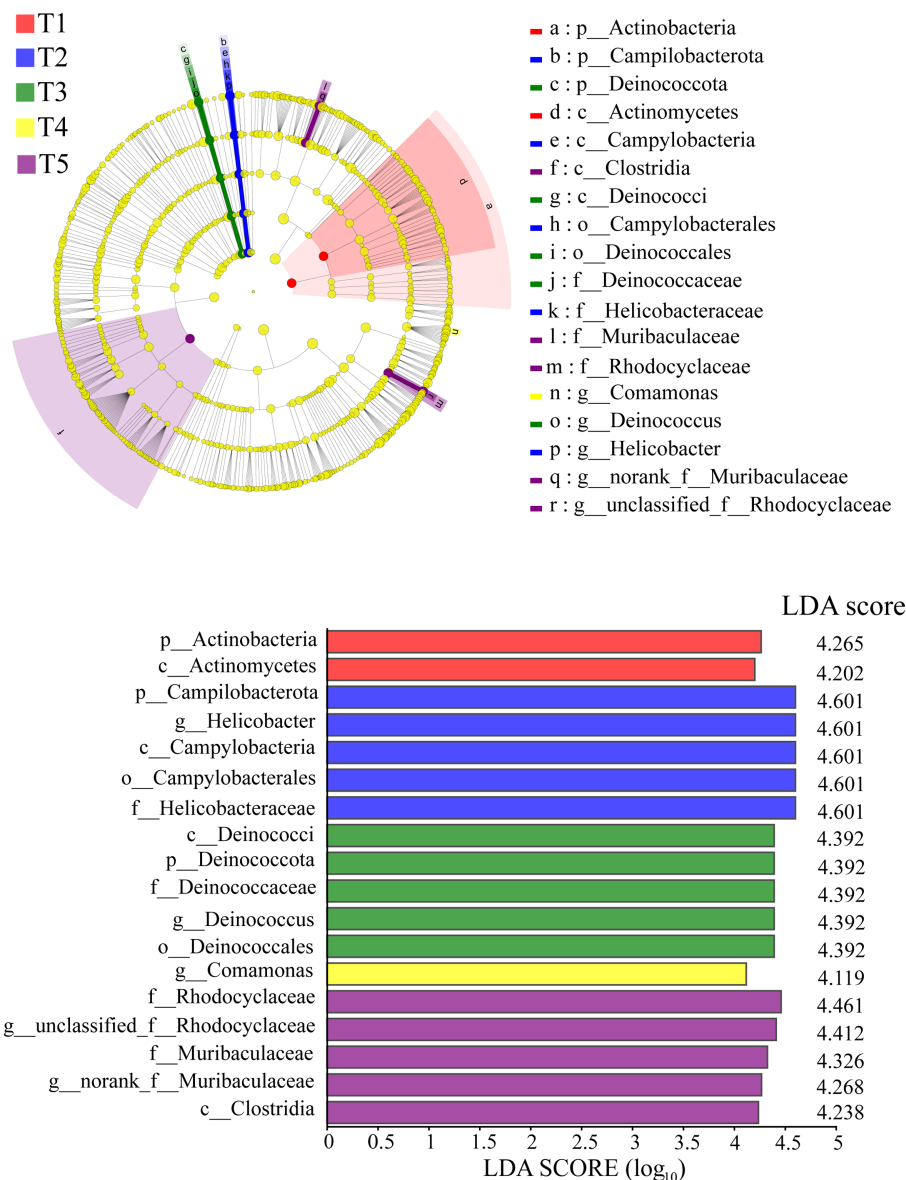 T1
T2
T3
T4
T5
c
g
i
j
o
b
e
h
k
p
l
q
d
a
n
m
r
f
a : p__Actinobacteria
b : p__Campilobacterota
c : p__Deinococcota
d : c__Actinomycetes
e : c__Campylobacteria
f : c__Clostridia
g : c__Deinococci
h : o__Campylobacterales
i : o__Deinococcales
j : f__Deinococcaceae
k : f__Helicobacteraceae
l : f__Muribaculaceae
m : f__Rhodocyclaceae
n : g__Comamonas
o : g__Deinococcus
p : g__Helicobacter
q : g__norank_f__Muribaculaceae
r : g__unclassified_f__Rhodocyclaceae
LDA score
p__Actinobacteria 4.265
c__Actinomycetes 4.202
p__Campilobacterota 4.601
g__Helicobacter 4.601
c__Campylobacteria 4.601
o__Campylobacterales 4.601
f__Helicobacteraceae 4.601
c__Deinococci 4.392
p__Deinococcota 4.392
f__Deinococcaceae 4.392
g__Deinococcus 4.392
o__Deinococcales 4.392
g__Comamonas 4.119
f__Rhodocyclaceae 4.461
g__unclassified_f__Rhodocyclaceae 4.412
f__Muribaculaceae 4.326
g__norank_f__Muribaculaceae 4.268
c__Clostridia 4.238
0 0.5 1 1.5 2 2.5 3 3.5 4 4.5 5
LDA SCORE (log₁₀)